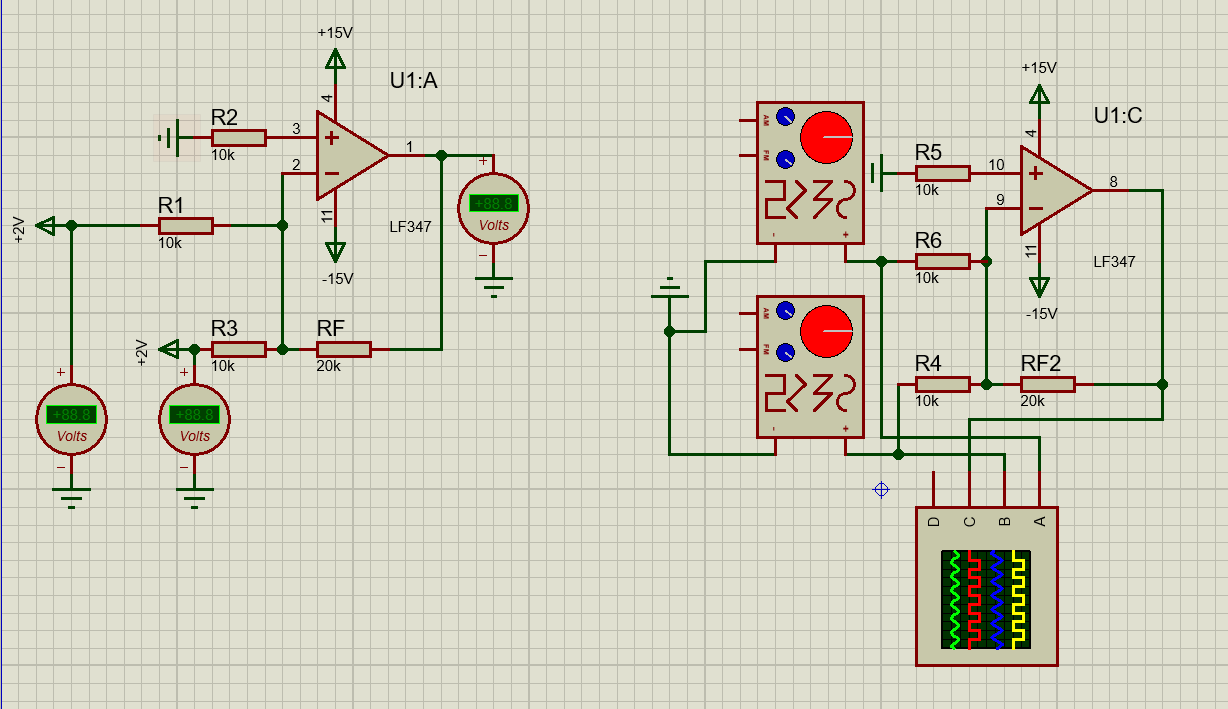 +15V
U1:A
4
R2
10k
3
2
1
+88.8
Volts
R1
10k
+2V
11
LF347
-15V
R3
10k
+2V
RF
20k
+88.8
Volts
+88.8
Volts
+15V
U1:C
4
AM
FM
R5
10k
10
9
8
R6
10k
11
LF347
-15V
AM
FM
R4
10k
RF2
20k
D
C
B
A